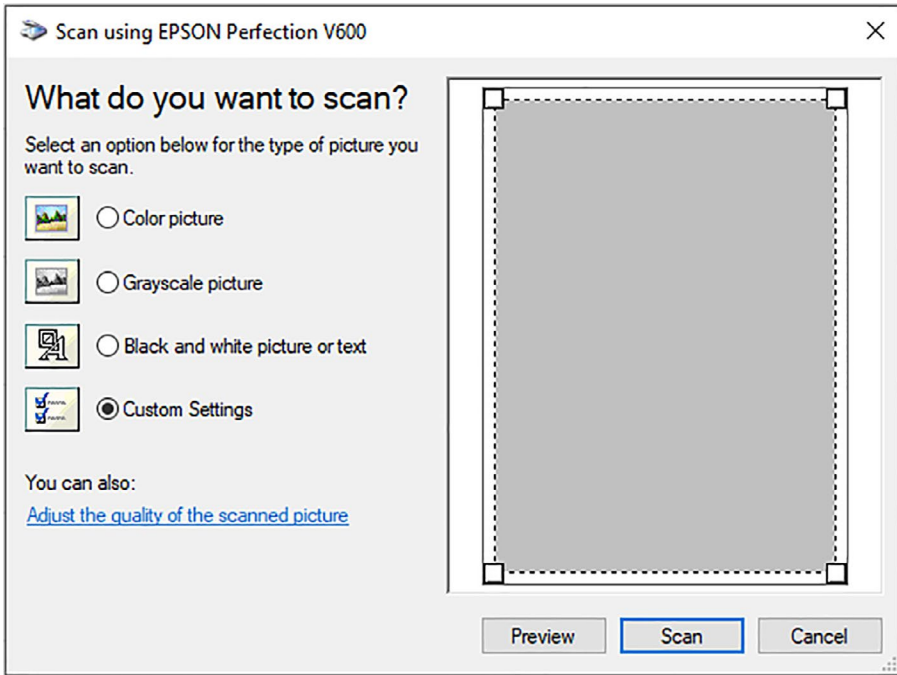 Scan using EPSON Perfection V600
What do you want to scan?
Select an option below for the type of picture you
want to scan.
Color picture
Grayscale picture
Black and white picture or text
Custom Settings
You can also:
Adjust the quality of the scanned picture
Preview
Scan
Cancel